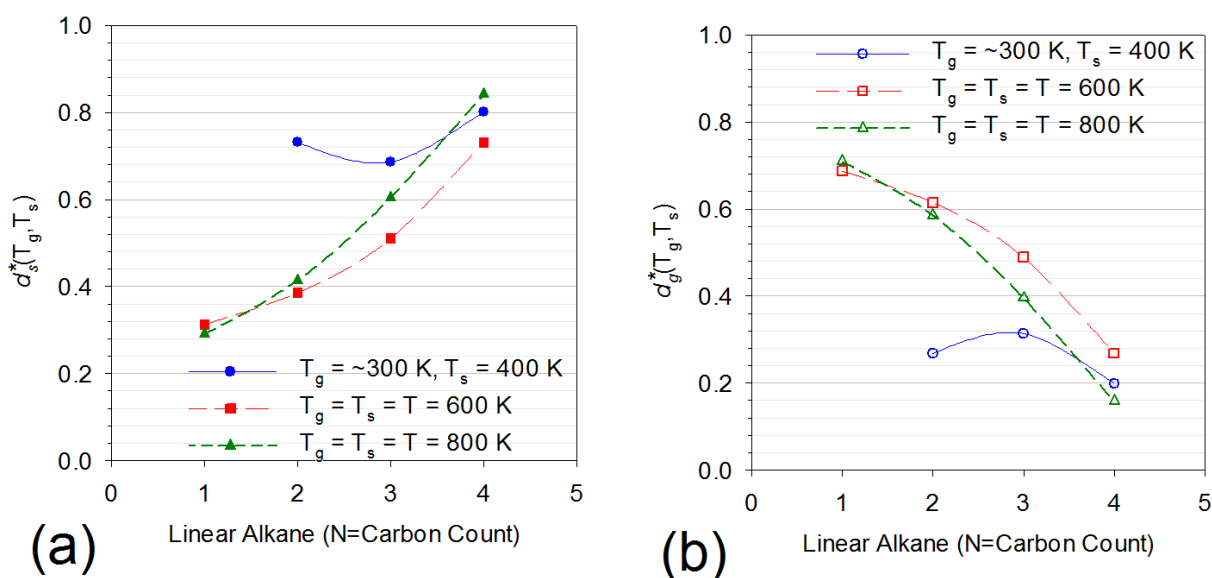 1.0
0.8
0.6
0.4
0.2
0.0
d*s(Tg,Ts)
Tg = ~300 K, Ts = 400 K
Tg = Ts = T = 600 K
Tg = Ts = T = 800 K
0 1 2 3 4 5
Linear Alkane (N=Carbon Count)
(a)
1.0
0.8
0.6
0.4
0.2
0.0
d*g(Tg,Ts)
Tg = ~300 K, Ts = 400 K
Tg = Ts = T = 600 K
Tg = Ts = T = 800 K
0 1 2 3 4 5
Linear Alkane (N=Carbon Count)
(b)